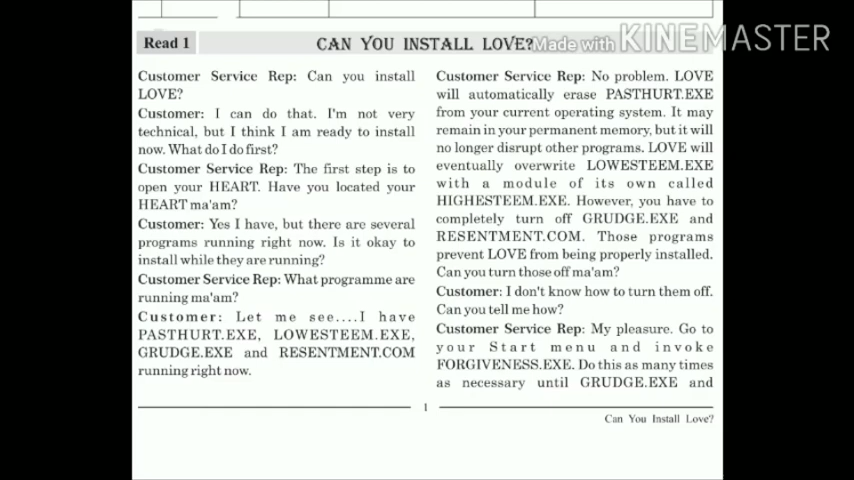 Read 1
CAN YOU INSTALL LOVE?
Made with KINEMASTER
Customer Service Rep: Can you install
LOVE?
Customer: I can do that. I'm not very
technical, but I think I am ready to install
now. What do I do first?
Customer Service Rep: The first step is to
open your HEART. Have you located your
HEART ma'am?
Customer: Yes I have, but there are several
programs running right now. Is it okay to
install while they are running?
Customer Service Rep: What programme are
running ma'am?
Customer: Let me see....I have
PASTHURT.EXE, LOWESTEEM.EXE,
GRUDGE.EXE and RESENTMENT.COM
running right now.
Customer Service Rep: No problem. LOVE
will automatically erase PASTHURT.EXE
from your current operating system. It may
remain in your permanent memory, but it will
no longer disrupt other programs. LOVE will
eventually overwrite LOWESTEEM.EXE
with a module of its own called
HIGHESTEEM.EXE. However, you have to
completely turn off GRUDGE.EXE and
RESENTMENT.COM. Those programs
prevent LOVE from being properly installed.
Can you turn those off ma'am?
Customer: I don't know how to turn them off.
Can you tell me how?
Customer Service Rep: My pleasure. Go to
your Start menu and invoke
FORGIVENESS.EXE. Do this as many times
as necessary until GRUDGE.EXE and
1
Can You Install Love?